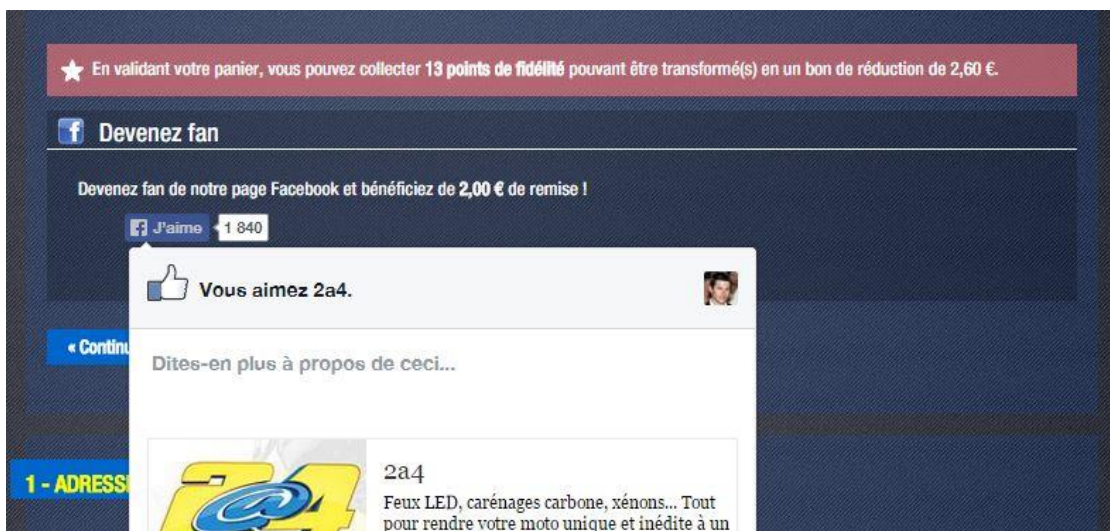 En validant votre panier, vous pouvez collecter 13 points de fidélité pouvant être transformé(s) en un bon de réduction de 2,60 €.
Devenez fan
Devenez fan de notre page Facebook et bénéficiez de 2,00 € de remise !
J'aime 1 840
Vous aimez 2a4.
« Continu
Dites-en plus à propos de ceci...
1 - ADRESS
2a4
2a4
Feux LED, carénages carbone, xénons... Tout
pour rendre votre moto unique et inédite à un